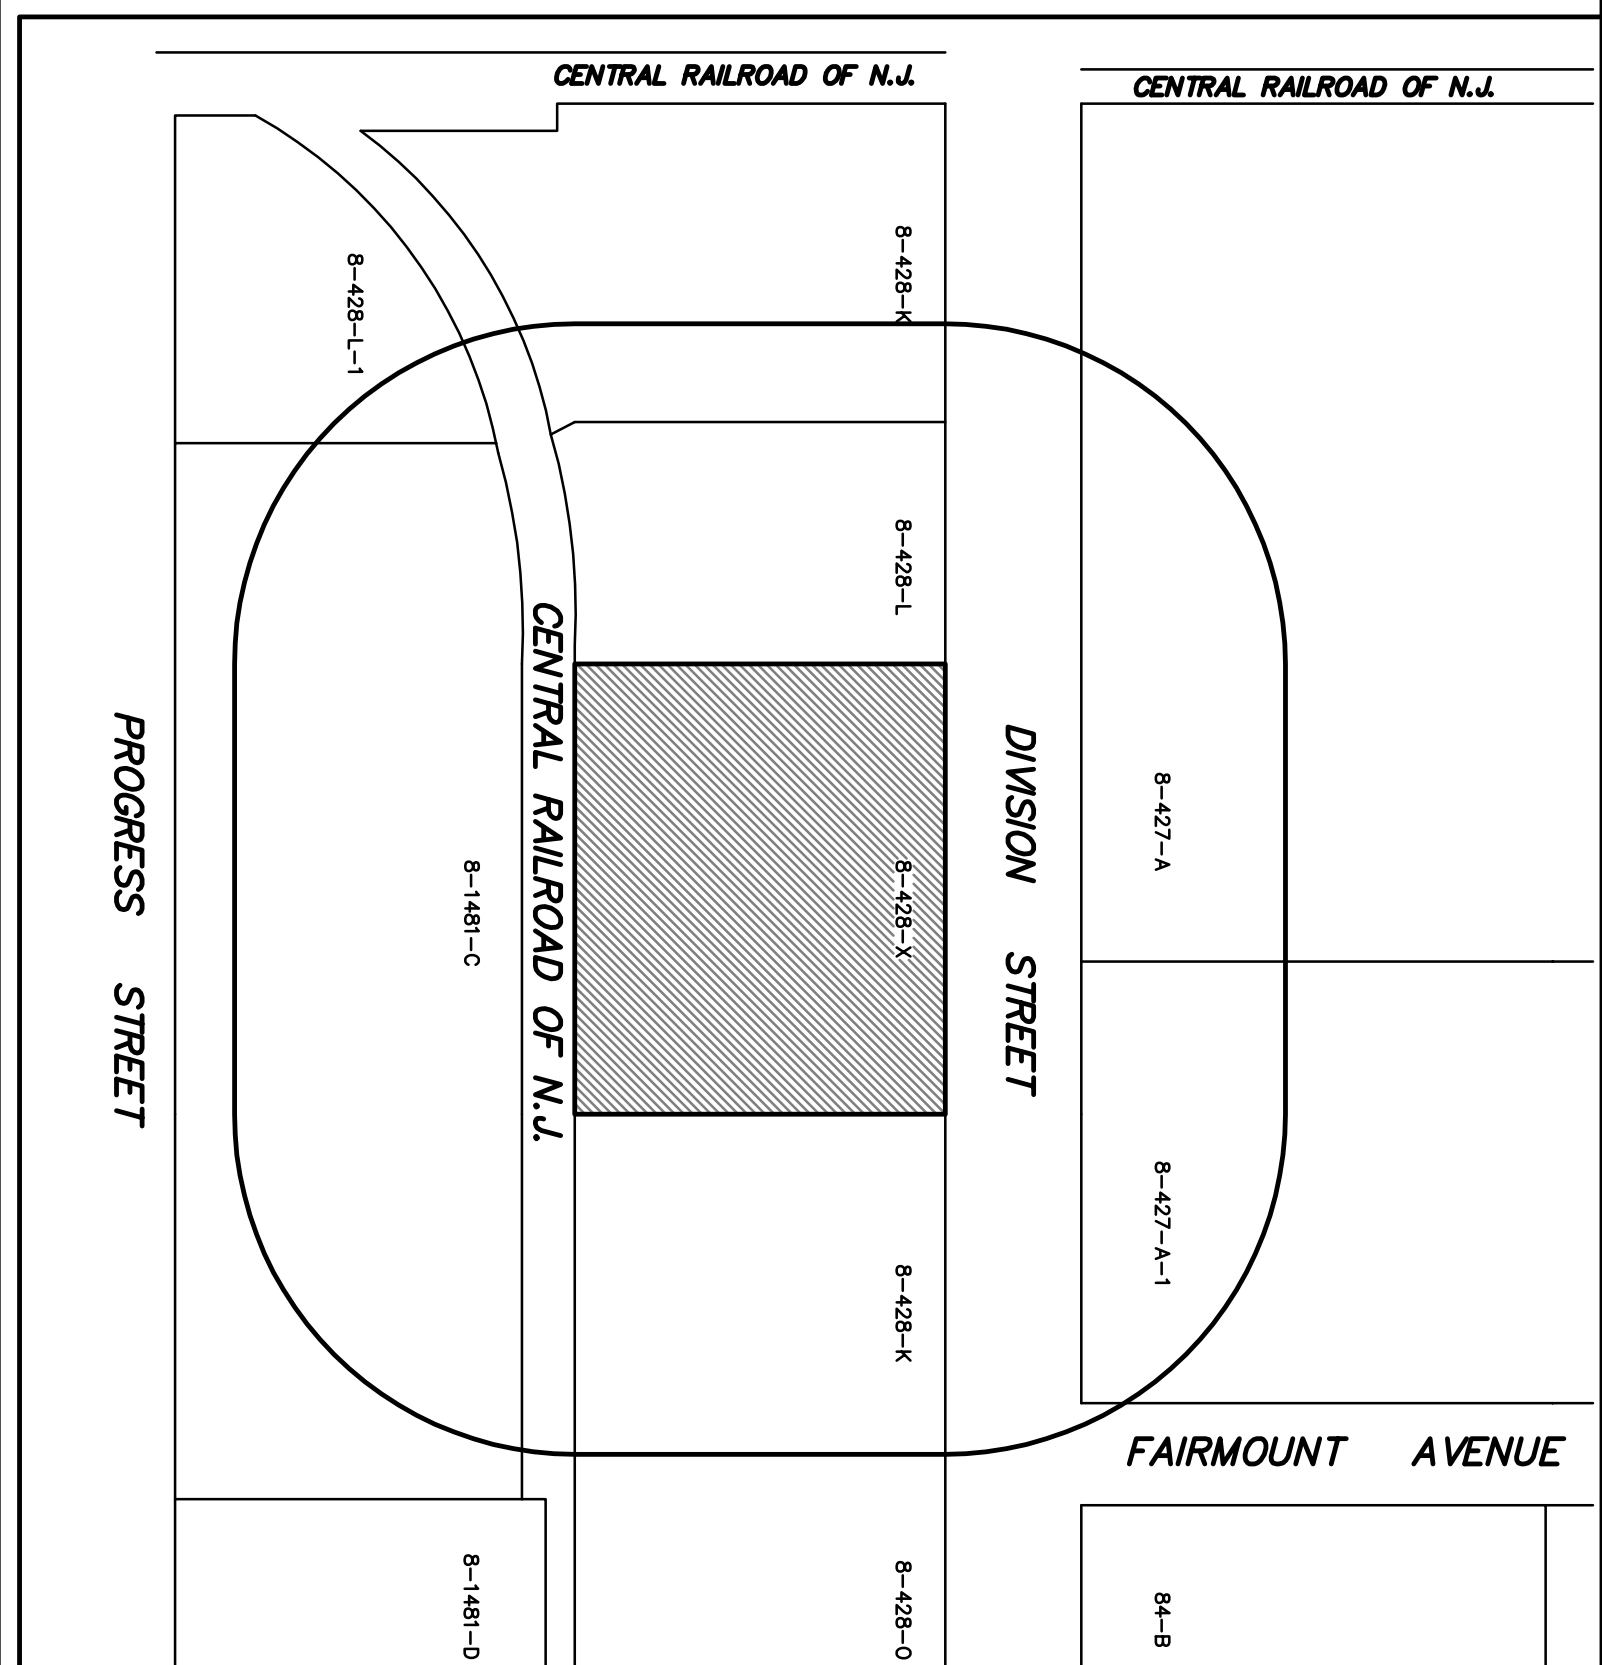 CENTRAL RAILROAD OF N.J.
CENTRAL RAILROAD OF N.J.
8-428-K
8-428-L-1
8-428-L
CENTRAL RAILROAD OF N.J.
PROGRESS STREET
DIVISION STREET
8-427-A
8-1481-C
8-428-X
8-427-A-1
8-428-K
FAIRMOUNT AVENUE
8-1481-D
8-428-O
84-B